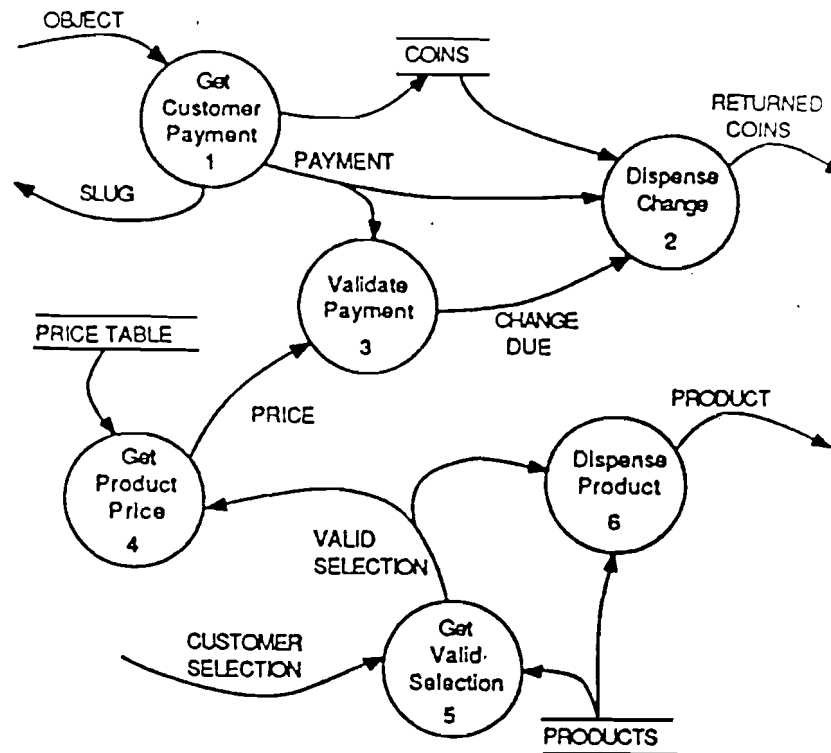 OBJECT
Get
Customer
Payment
1
COINS
RETURNED
COINS
SLUG
PAYMENT
Dispense
Change
2
Validate
Payment
3
CHANGE
DUE
PRICE TABLE
PRICE
Get
Product
Price
4
PRODUCT
Dispense
Product
6
VALID
SELECTION
CUSTOMER
SELECTION
Get
Valid
Selection
5
PRODUCTS